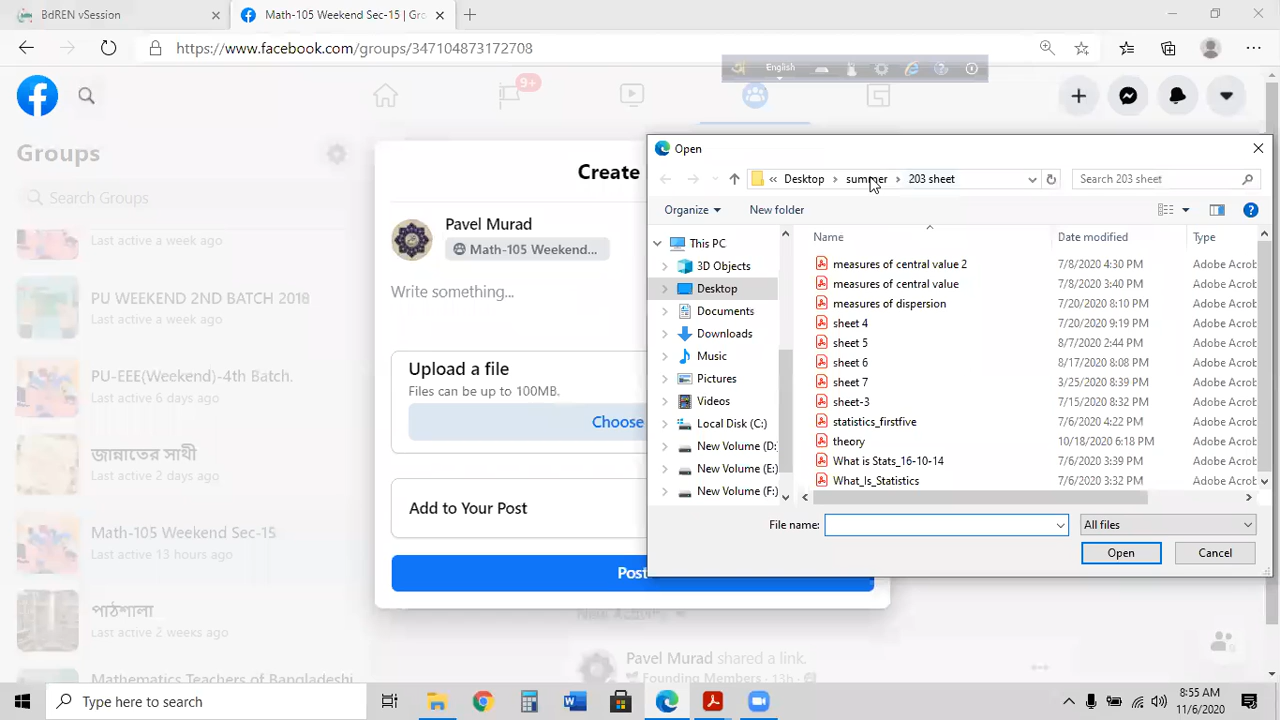 BdREN vSession
Math-105 Weekend Sec-15 | Gro
https://www.facebook.com/groups/347104873172708
English
9+
Groups
Search Groups
Last active a week ago
PU WEEKEND 2ND BATCH 2018
Last active a week ago
PU-EEE(Weekend)-4th Batch.
Last active 6 days ago
জান্নাতের সাথী
Last active 2 days ago
Math-105 Weekend Sec-15
Last active 13 hours ago
পাঠশালা
Last active 2 weeks ago
Mathematics Teachers of Bangladeshi
Create
Pavel Murad
Math-105 Weekend...
Write something...
Upload a file
Files can be up to 100MB.
Choose
Add to Your Post
Post
Pavel Murad shared a link.
Founding Members · 13h
Open
« Desktop › summer › 203 sheet
Search 203 sheet
Organize
New folder
This PC
3D Objects
Desktop
Documents
Downloads
Music
Pictures
Videos
Local Disk (C:)
New Volume (D:
New Volume (E:)
New Volume (F:)
Name Date modified Type
measures of central value 2 7/8/2020 4:30 PM Adobe Acrob
measures of central value 7/8/2020 3:40 PM Adobe Acrob
measures of dispersion 7/20/2020 8:10 PM Adobe Acrob
sheet 4 7/20/2020 9:19 PM Adobe Acrob
sheet 5 8/7/2020 2:44 PM Adobe Acrob
sheet 6 8/17/2020 8:08 PM Adobe Acrob
sheet 7 3/25/2020 8:39 PM Adobe Acrob
sheet-3 7/15/2020 8:32 PM Adobe Acrob
statistics_firstfive 7/6/2020 4:22 PM Adobe Acrob
theory 10/18/2020 6:18 PM Adobe Acrob
What is Stats_16-10-14 7/6/2020 3:39 PM Adobe Acrob
What_Is_Statistics 7/6/2020 3:32 PM Adobe Acrob
File name:
All files
Open
Cancel
Type here to search
8:55 AM
11/6/2020